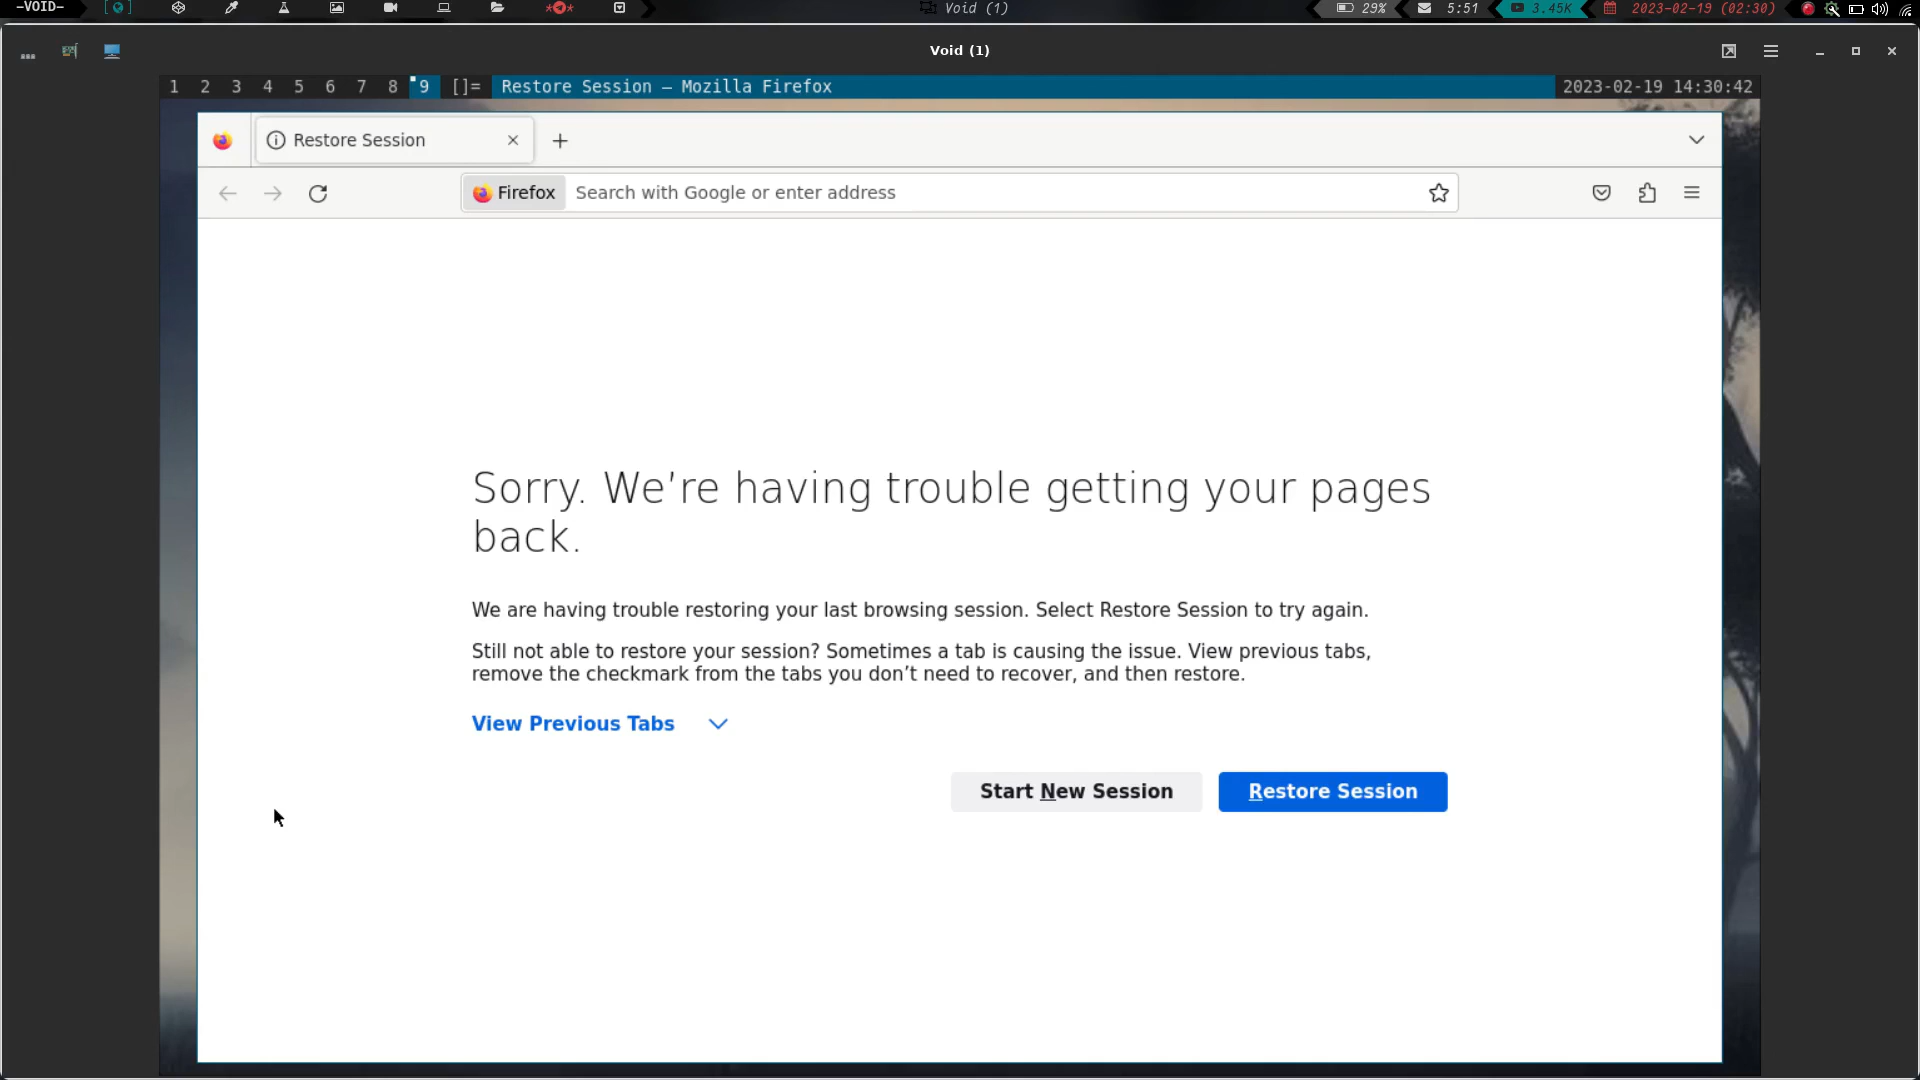 -VOID-
Void (1)
29%
5:51
3.45K
2023-02-19 (02:30)
Void (1)
1 2 3 4 5 6 7 8 9 []= Restore Session — Mozilla Firefox
2023-02-19 14:30:42
Restore Session
Firefox
Search with Google or enter address
Sorry. We're having trouble getting your pages
back.
We are having trouble restoring your last browsing session. Select Restore Session to try again.
Still not able to restore your session? Sometimes a tab is causing the issue. View previous tabs,
remove the checkmark from the tabs you don’t need to recover, and then restore.
View Previous Tabs
Start New Session
Restore Session